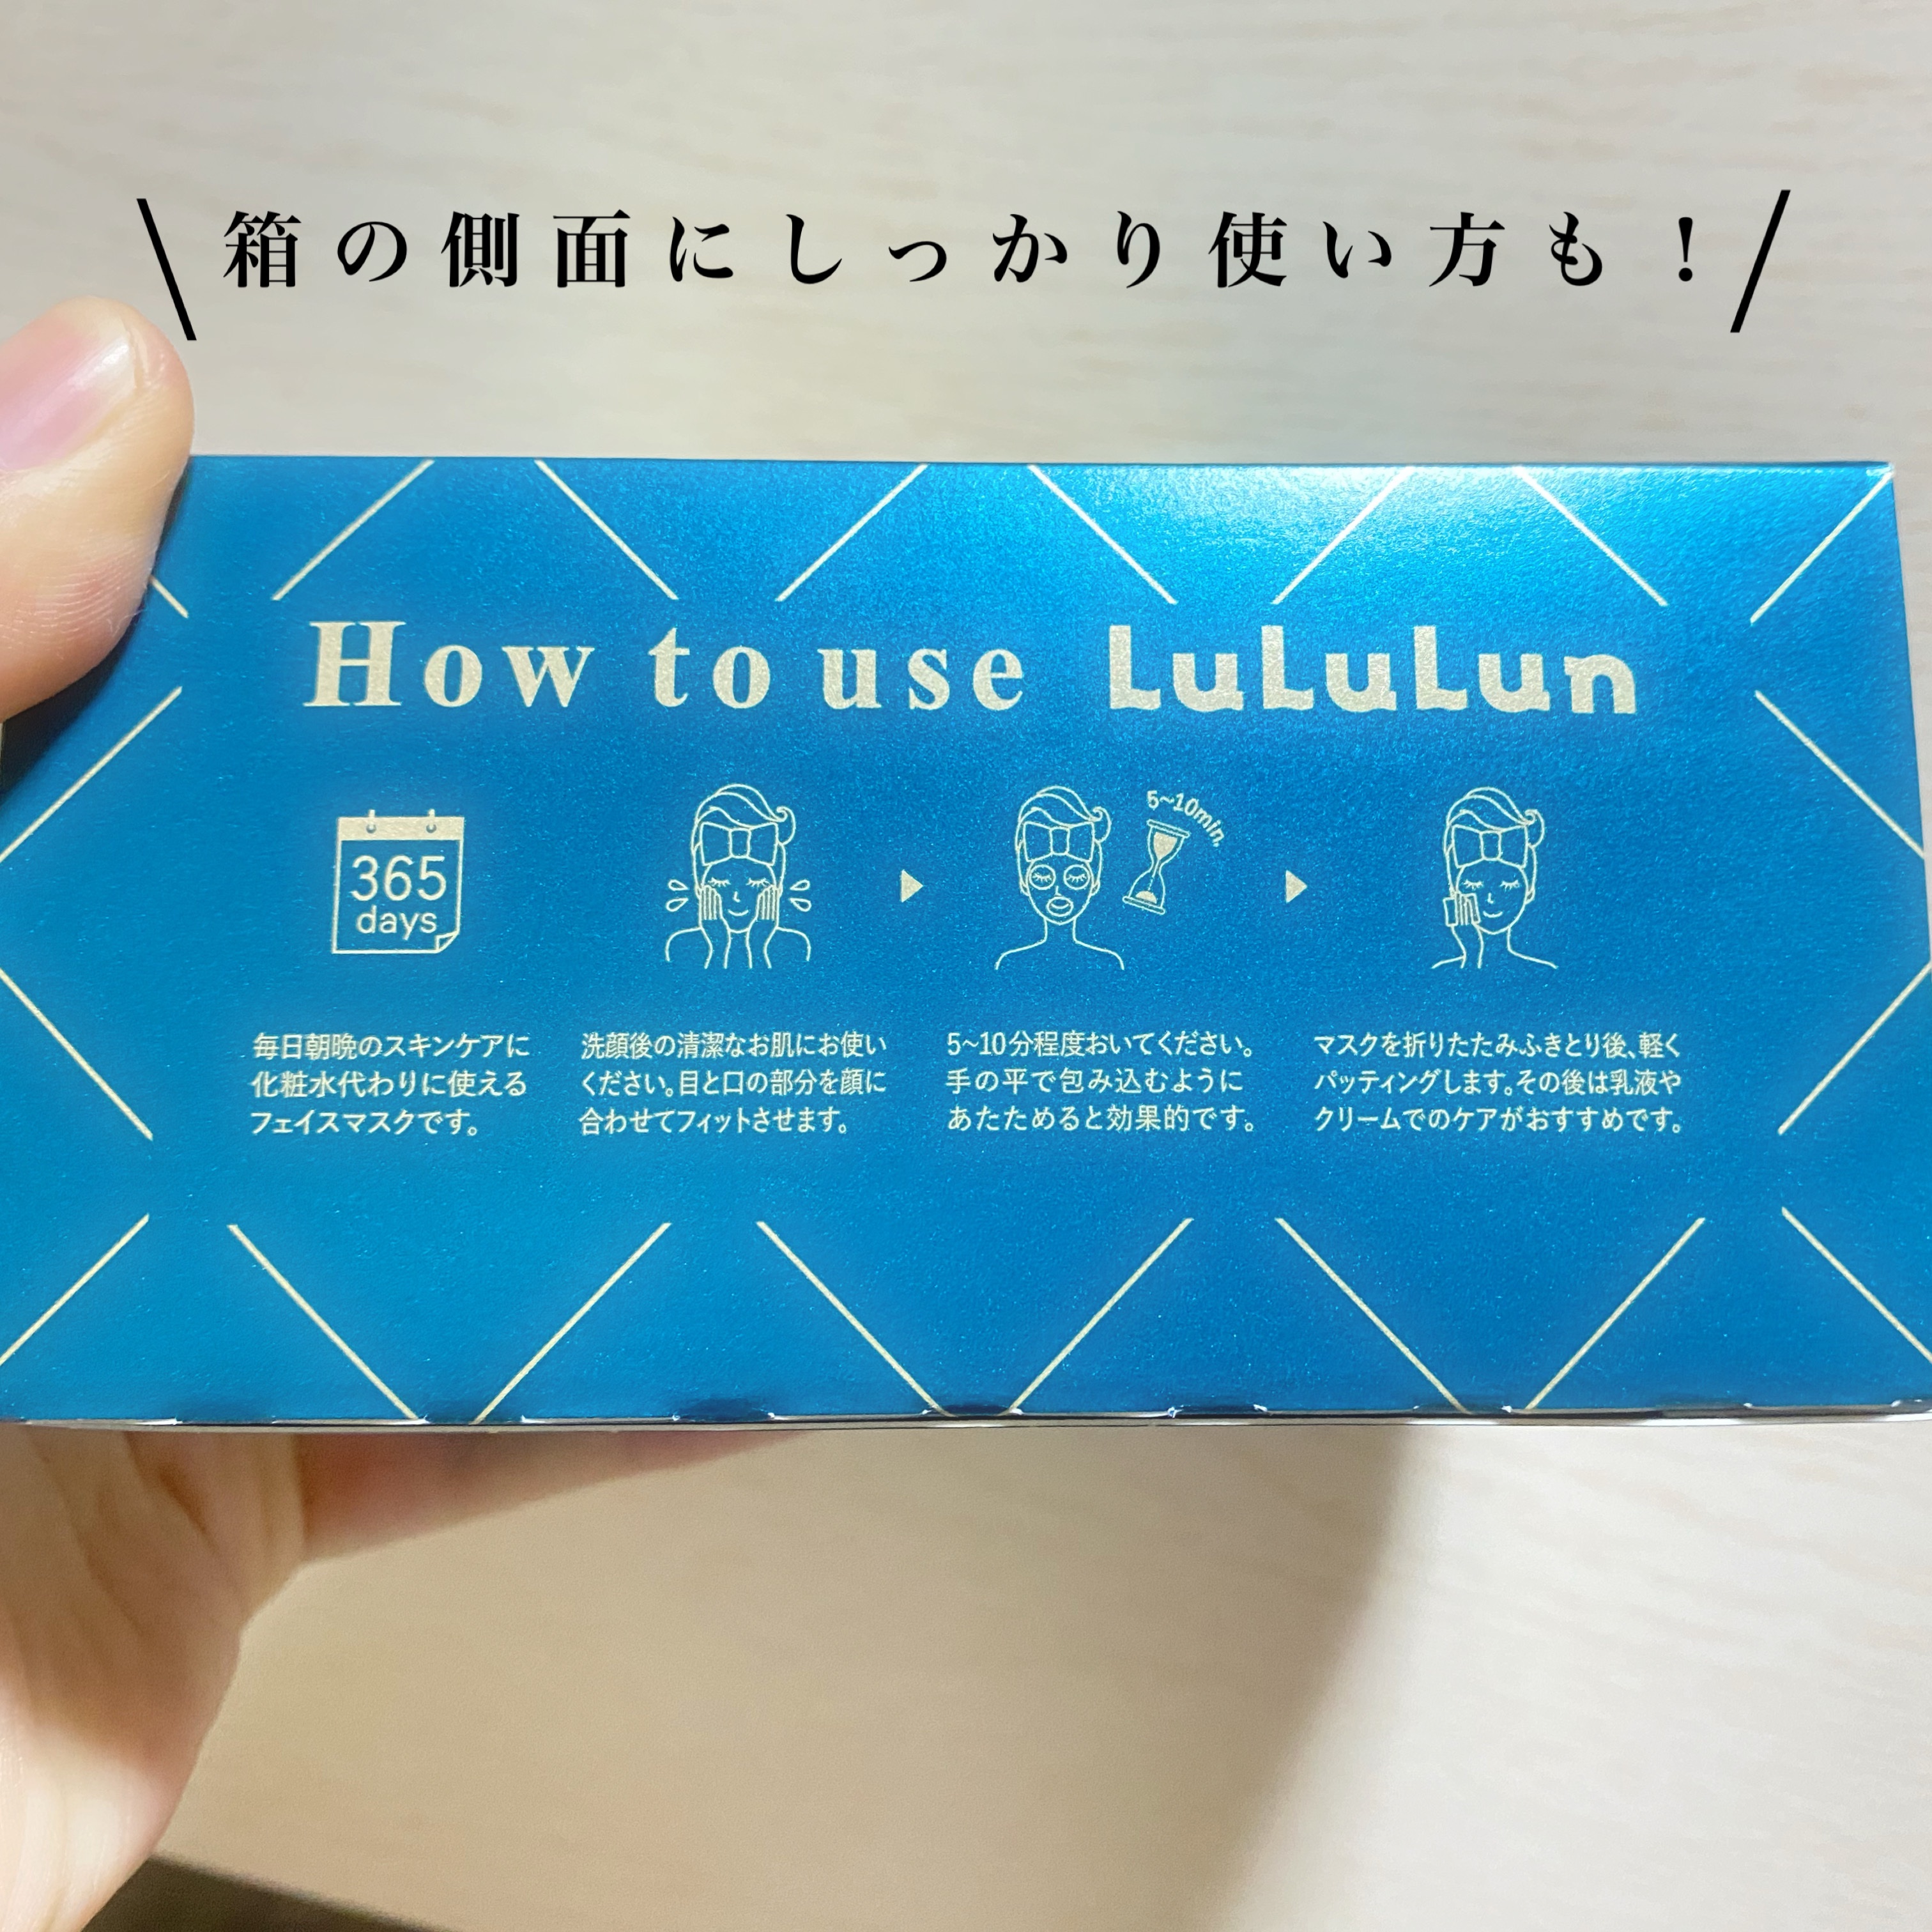 箱の側面にしっかり使い方も！
How to use LuLuLun
365
days
5~10min.
毎日朝晩のスキンケアに
化粧水代わりに使える
フェイスマスクです。
洗顔後の清潔なお肌にお使い
ください。目と口の部分を顔に
合わせてフィットさせます。
5~10分程度おいてください。
手の平で包み込むように
あたためると効果的です。
マスクを折りたたみふきとり後、軽く
パッティングします。その後は乳液や
クリームでのケアがおすすめです。